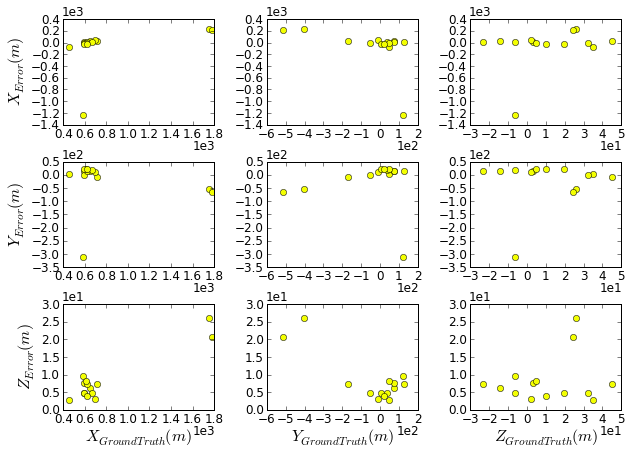 1e3 1e3 1e3
0.4 0.4 0.4
0.2 0.2 0.2
0.0 0.0 0.0
−0.2 −0.2 −0.2
−0.4 −0.4 −0.4
−0.6 −0.6 −0.6
−0.8 −0.8 −0.8
−1.0 −1.0 −1.0
−1.2 −1.2 −1.2
−1.4 −1.4 −1.4
X_{Error}(m)
0.4 0.6 0.8 1.0 1.2 1.4 1.6 1.8 −6 −5 −4 −3 −2 −1 0 1 2 −3 −2 −1 0 1 2 3 4 5
1e3 1e2 1e1
1e2 1e2 1e2
0.5 0.5 0.5
0.0 0.0 0.0
−0.5 −0.5 −0.5
−1.0 −1.0 −1.0
−1.5 −1.5 −1.5
−2.0 −2.0 −2.0
−2.5 −2.5 −2.5
−3.0 −3.0 −3.0
−3.5 −3.5 −3.5
Y_{Error}(m)
0.4 0.6 0.8 1.0 1.2 1.4 1.6 1.8 −6 −5 −4 −3 −2 −1 0 1 2 −3 −2 −1 0 1 2 3 4 5
1e3 1e2 1e1
1e1 1e1 1e1
3.0 3.0 3.0
2.5 2.5 2.5
2.0 2.0 2.0
1.5 1.5 1.5
1.0 1.0 1.0
0.5 0.5 0.5
0.0 0.0 0.0
Z_{Error}(m)
0.4 0.6 0.8 1.0 1.2 1.4 1.6 1.8 −6 −5 −4 −3 −2 −1 0 1 2 −3 −2 −1 0 1 2 3 4 5
1e3 1e2 1e1
X_{GroundTruth}(m) Y_{GroundTruth}(m) Z_{GroundTruth}(m)